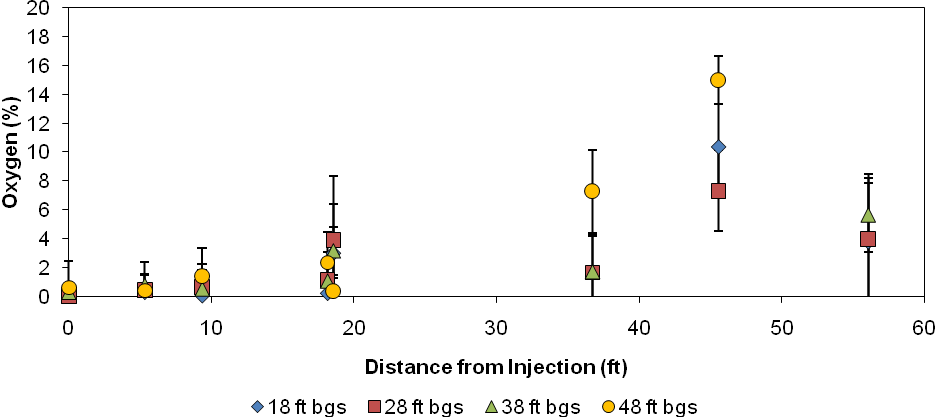 20
18
16
14
12
10
8
6
4
2
0
Oxygen (%)
0 10 20 30 40 50 60
Distance from Injection (ft)
18 ft bgs 28 ft bgs 38 ft bgs 48 ft bgs